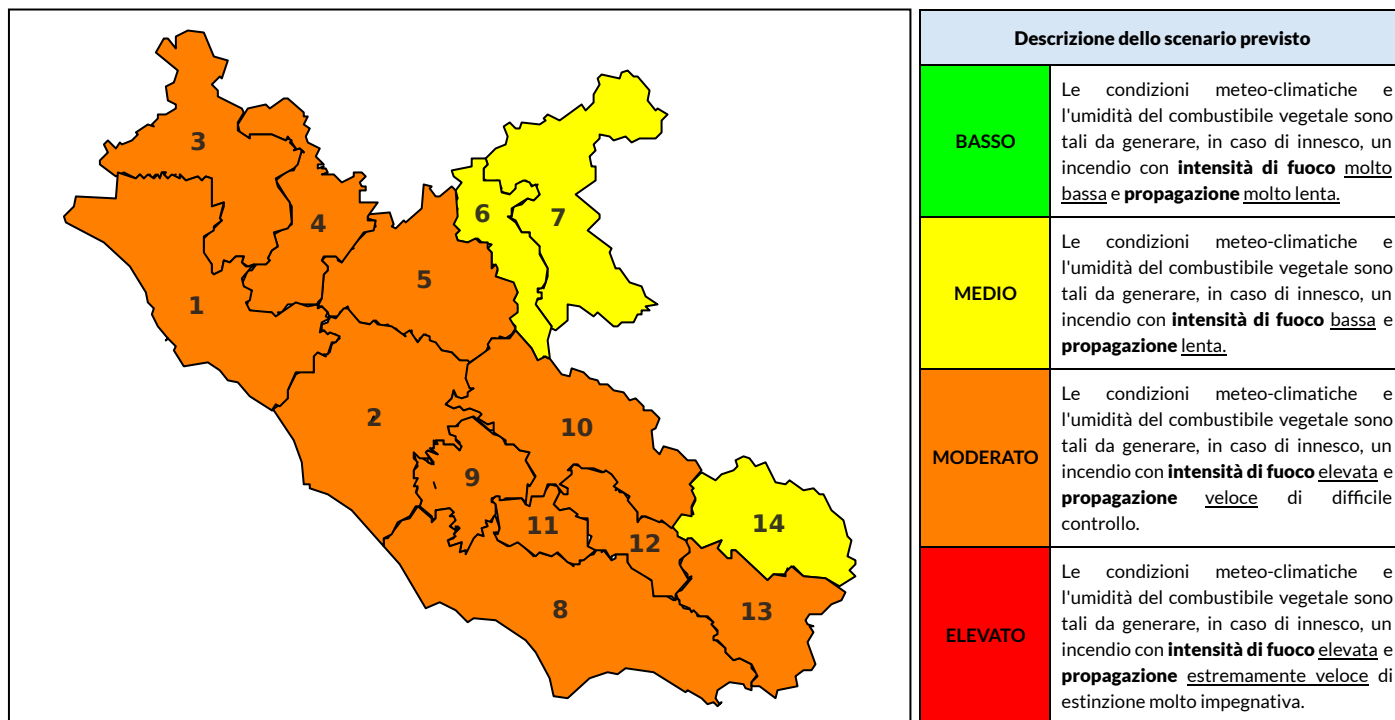 3
4
6
7
5
1
2
10
9
11
12
14
8
13
Descrizione dello scenario previsto
BASSO
Le condizioni meteo-climatiche e
l'umidità del combustibile vegetale sono
tali da generare, in caso di innesco, un
incendio con intensità di fuoco molto
bassa e propagazione molto lenta.
MEDIO
Le condizioni meteo-climatiche e
l'umidità del combustibile vegetale sono
tali da generare, in caso di innesco, un
incendio con intensità di fuoco bassa e
propagazione lenta.
MODERATO
Le condizioni meteo-climatiche e
l'umidità del combustibile vegetale sono
tali da generare, in caso di innesco, un
incendio con intensità di fuoco elevata e
propagazione veloce di difficile
controllo.
ELEVATO
Le condizioni meteo-climatiche e
l'umidità del combustibile vegetale sono
tali da generare, in caso di innesco, un
incendio con intensità di fuoco elevata e
propagazione estremamente veloce di
estinzione molto impegnativa.